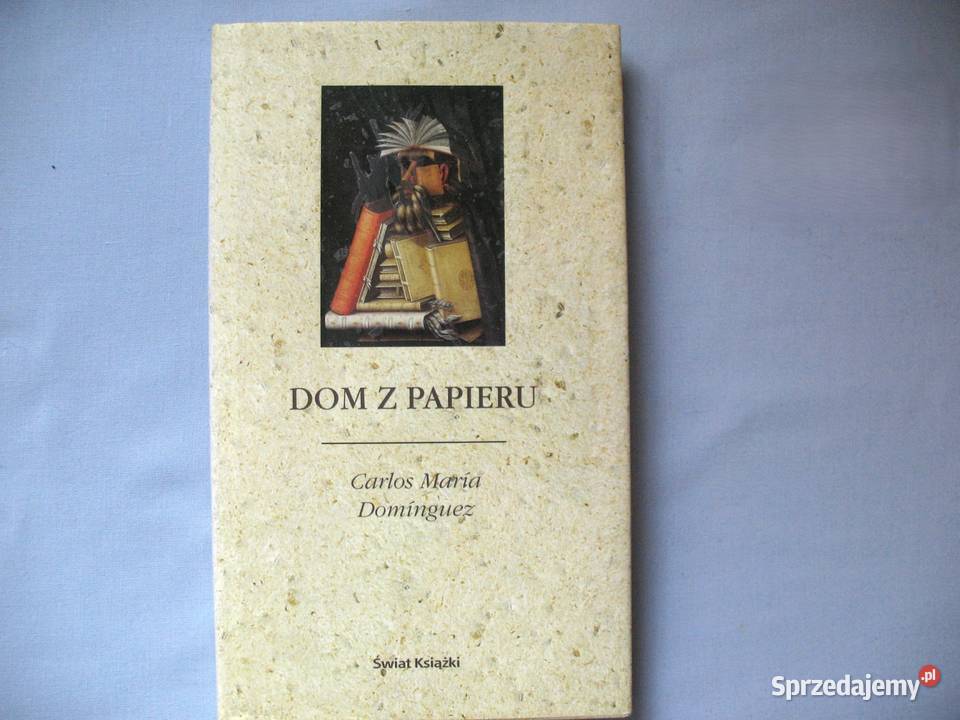 DOM Z PAPIERU
Carlos María
Domínguez
Świat Książki
Sprzedajemy.pl